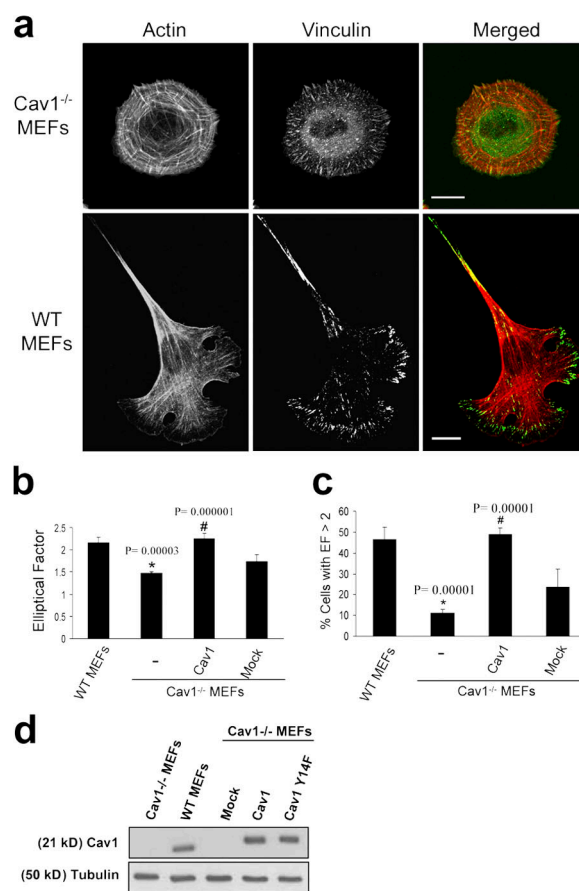 a
Actin Vinculin Merged
Cav1-/-
MEFs
WT
MEFs
b
P= 0.000001
#
P= 0.00003
*
Elliptical Factor
2.5
2
1.5
1
0.5
0
WT MEFs - Cav1 Mock
Cav1-/- MEFs
c
P= 0.00001
#
P= 0.00001
*
% Cells with EF > 2
60
50
40
30
20
10
0
WT MEFs - Cav1 Mock
Cav1-/- MEFs
d
Cav1-/- MEFs
Cav1-/- MEFs WT MEFs Mock Cav1 Cav1 Y14F
(21 kD) Cav1
(50 kD) Tubulin